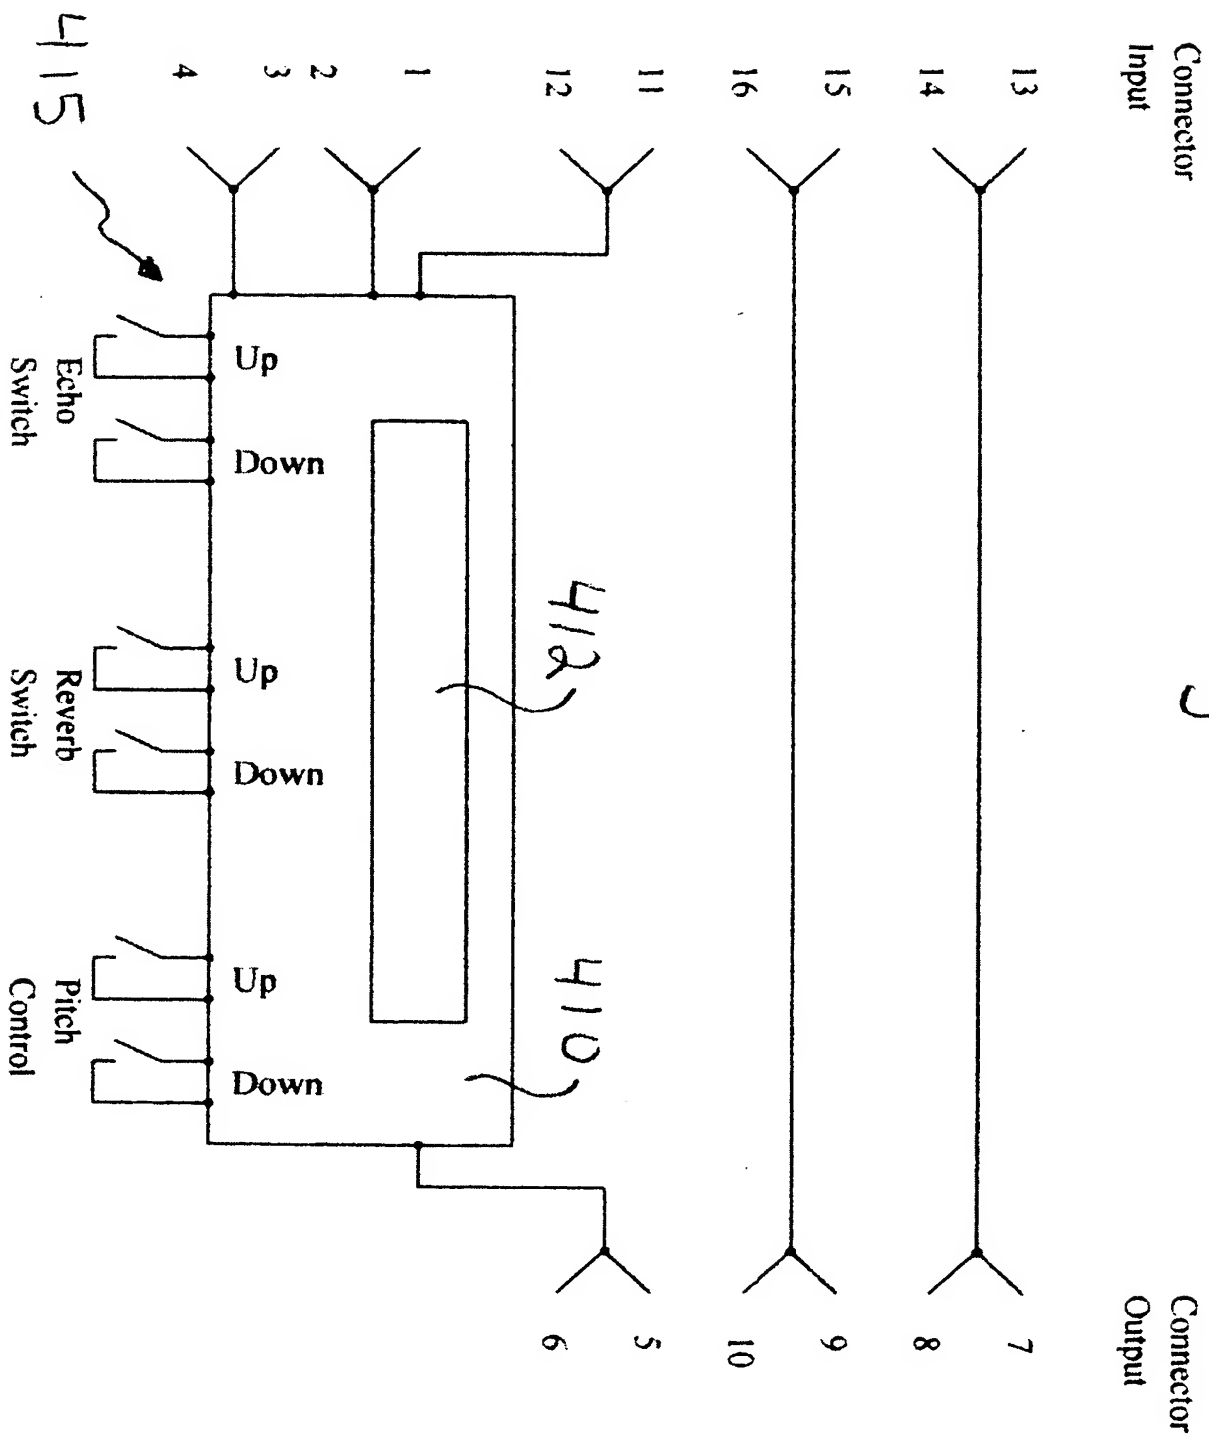 Connector
Input
Connector
Output
13
14
15
16
11
12
1
2
3
4
7
8
9
10
5
6
412
410
415
Up
Down
Up
Down
Up
Down
Echo
Switch
Reverb
Switch
Pitch
Control